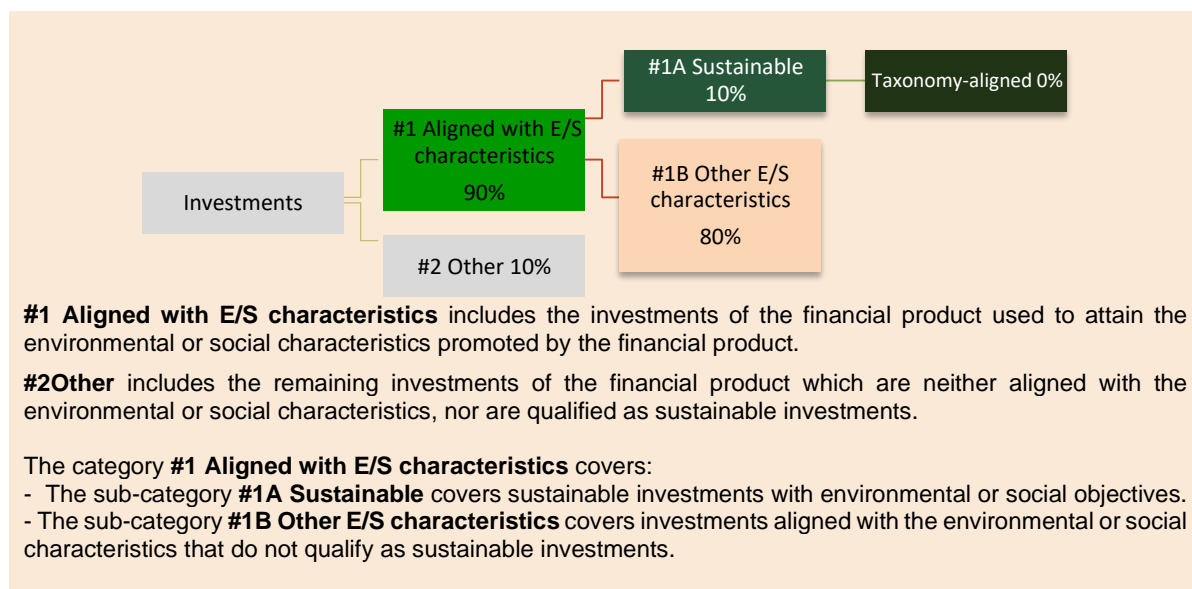 #1A Sustainable
10%
Taxonomy-aligned 0%
#1 Aligned with E/S
characteristics
90%
#1B Other E/S
characteristics
80%
Investments
#2 Other 10%
#1 Aligned with E/S characteristics includes the investments of the financial product used to attain the
environmental or social characteristics promoted by the financial product.
#2Other includes the remaining investments of the financial product which are neither aligned with the
environmental or social characteristics, nor are qualified as sustainable investments.
The category #1 Aligned with E/S characteristics covers:
- The sub-category #1A Sustainable covers sustainable investments with environmental or social objectives.
- The sub-category #1B Other E/S characteristics covers investments aligned with the environmental or social
characteristics that do not qualify as sustainable investments.